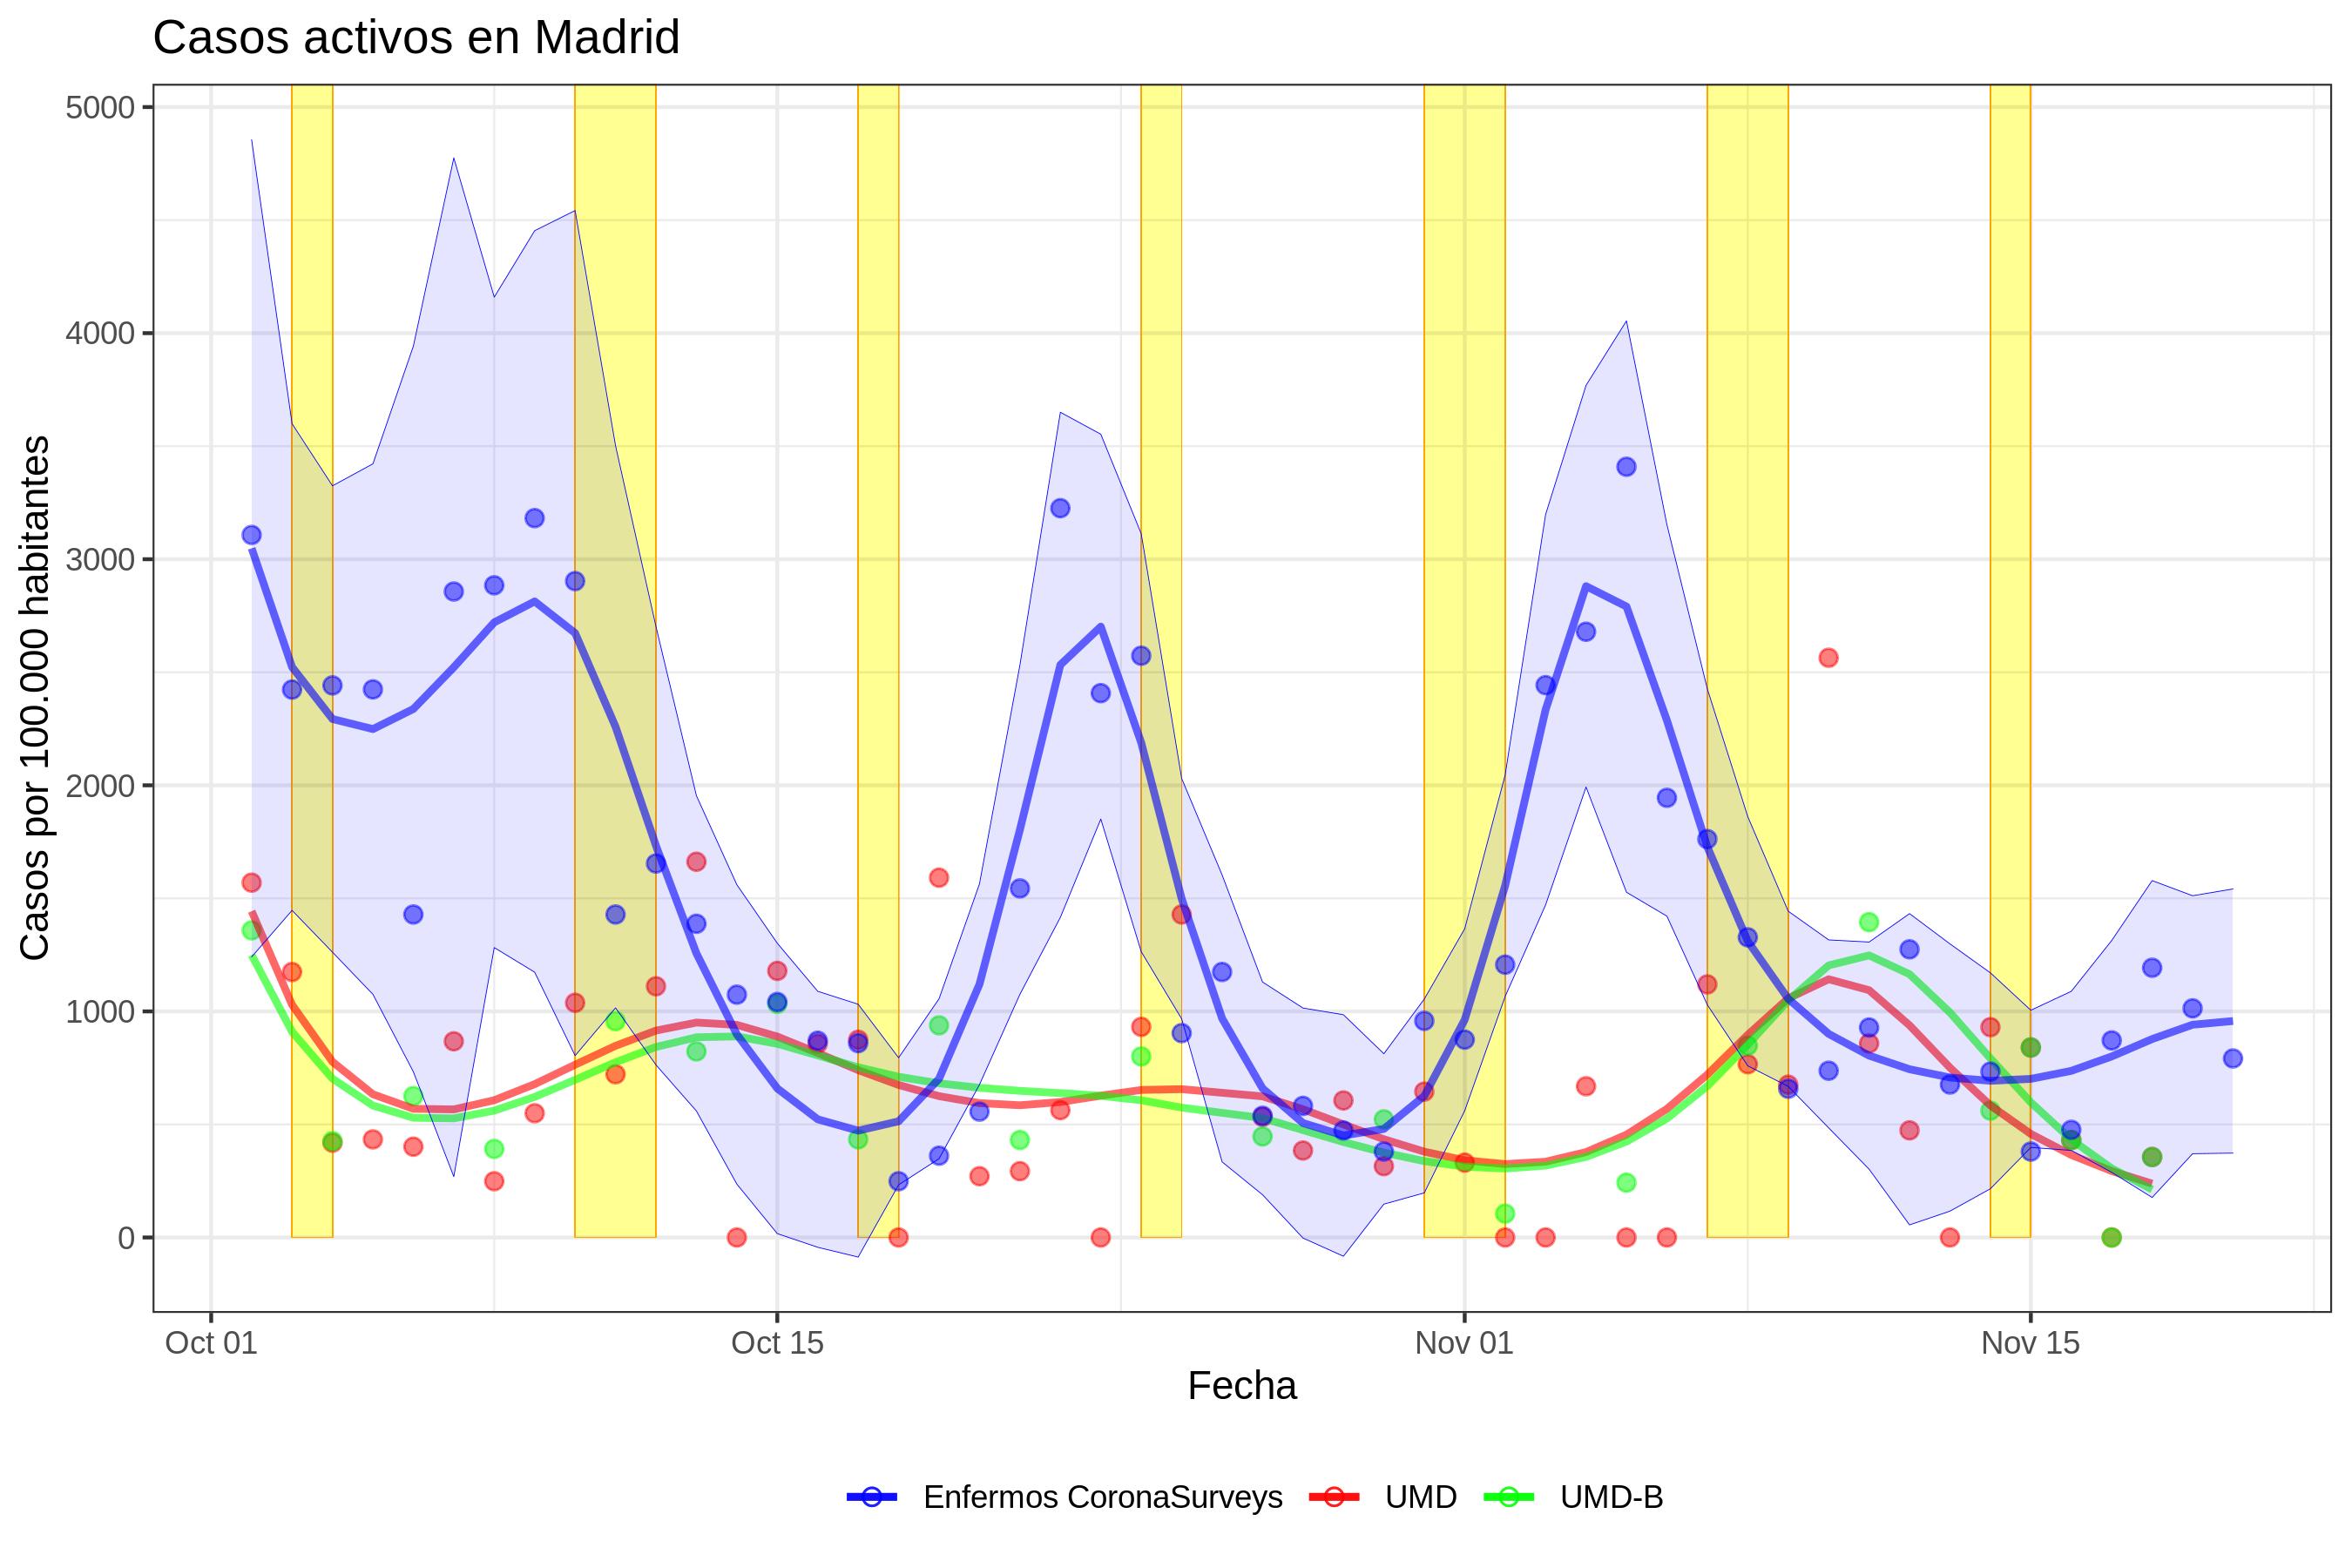 Casos activos en Madrid
Casos por 100.000 habitantes
5000
4000
3000
2000
1000
0
Oct 01
Oct 15
Nov 01
Nov 15
Fecha
Enfermos CoronaSurveys
UMD
UMD-B